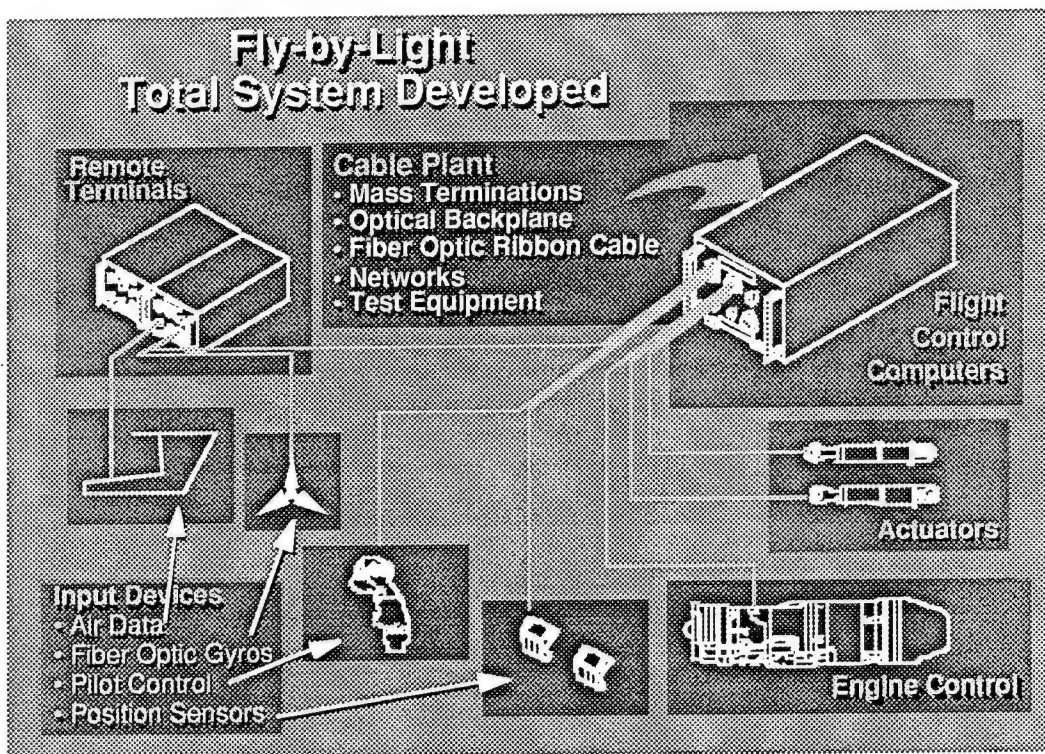 Fly-by-Light
Total System Developed
Remote
Terminals
Cable Plant
• Mass Terminations
• Optical Backplane
• Fiber Optic Ribbon Cable
• Networks
• Test Equipment
Flight
Control
Computers
Actuators
Input Devices
• Air Data
• Fiber Optic Gyros
• Pilot Control
• Position Sensors
Engine Control